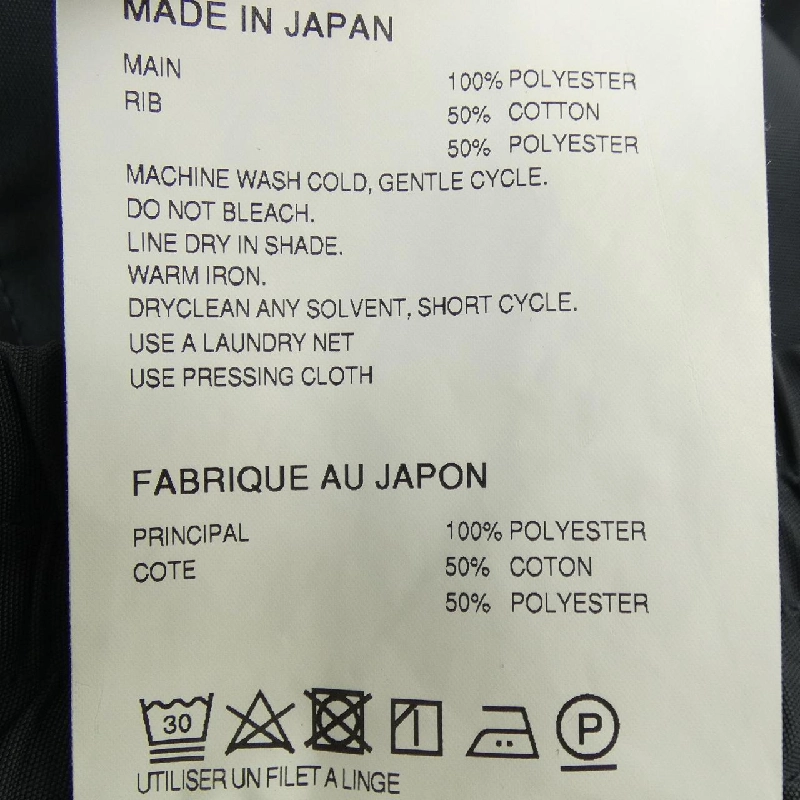 MADE IN JAPAN
MAIN 100% POLYESTER
RIB 50% COTTON
50% POLYESTER
MACHINE WASH COLD, GENTLE CYCLE.
DO NOT BLEACH.
LINE DRY IN SHADE.
WARM IRON.
DRYCLEAN ANY SOLVENT, SHORT CYCLE.
USE A LAUNDRY NET
USE PRESSING CLOTH
FABRIQUE AU JAPON
PRINCIPAL 100% POLYESTER
COTE 50% COTON
50% POLYESTER
30 P
UTILISER UN FILET A LINGE